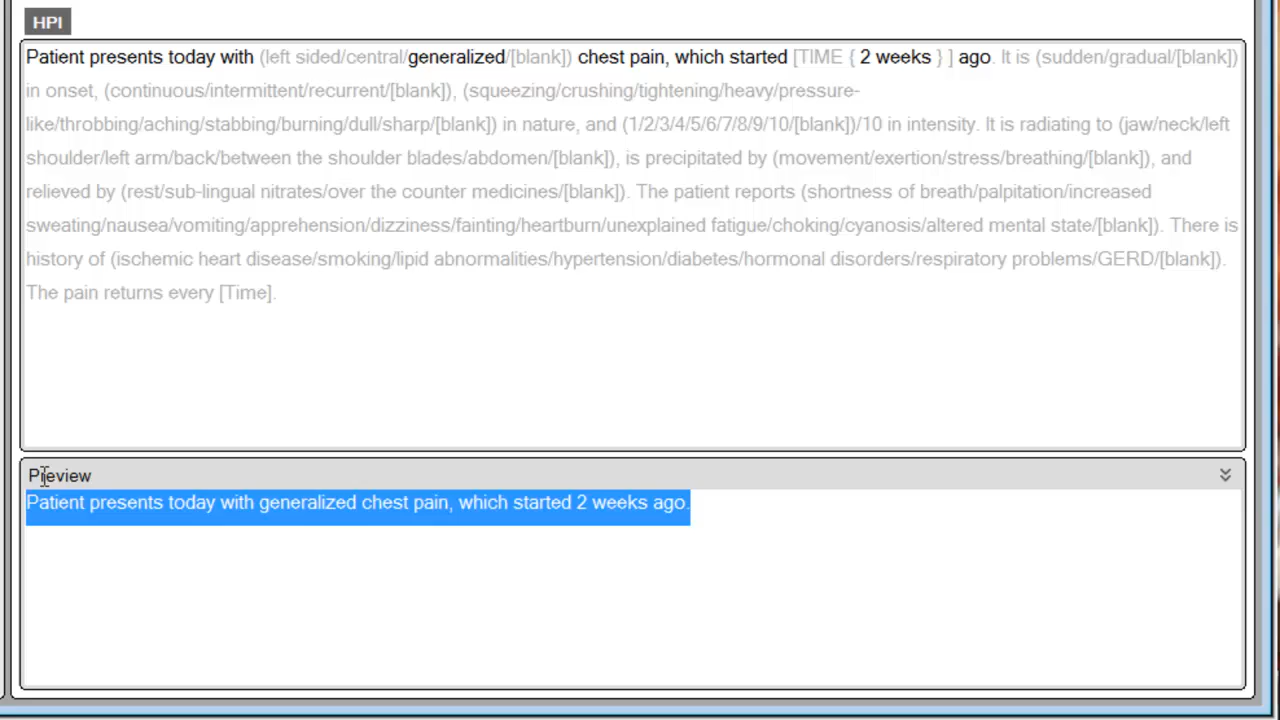 HPI
Patient presents today with (left sided/central/generalized/[blank]) chest pain, which started [TIME { 2 weeks } ] ago. It is (sudden/gradual/[blank])
in onset, (continuous/intermittent/recurrent/[blank]), (squeezing/crushing/tightening/heavy/pressure-
like/throbbing/aching/stabbing/burning/dull/sharp/[blank]) in nature, and (1/2/3/4/5/6/7/8/9/10/[blank])/10 in intensity. It is radiating to (jaw/neck/left
shoulder/left arm/back/between the shoulder blades/abdomen/[blank]), is precipitated by (movement/exertion/stress/breathing/[blank]), and
relieved by (rest/sub-lingual nitrates/over the counter medicines/[blank]). The patient reports (shortness of breath/palpitation/increased
sweating/nausea/vomiting/apprehension/dizziness/fainting/heartburn/unexplained fatigue/choking/cyanosis/altered mental state/[blank]). There is
history of (ischemic heart disease/smoking/lipid abnormalities/hypertension/diabetes/hormonal disorders/respiratory problems/GERD/[blank]).
The pain returns every [Time].
Preview
Patient presents today with generalized chest pain, which started 2 weeks ago.